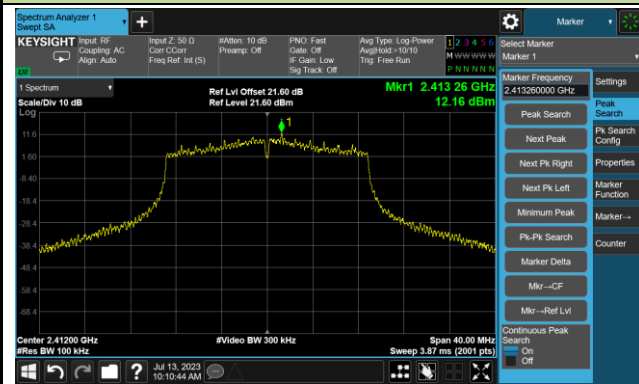 Spectrum Analyzer 1
Swept SA
Marker
KEYSIGHT
Input: RF
Coupling: AC
Align: Auto
Input Z: 50 Ω
Corr CCorr
Freq Ref: Int (S)
#Atten: 10 dB
Preamp: Off
PNO: Fast
Gate: Off
IF Gain: Low
Sig Track: Off
Avg Type: Log-Power
Avg|Hold:>10/10
Trig: Free Run
1 2 3 4 5 6
M W W W W W
P N N N N N
Select Marker
Marker 1
1 Spectrum
Scale/Div 10 dB
Log
Ref Lvl Offset 21.60 dB
Ref Level 21.60 dBm
Mkr1 2.413 26 GHz
12.16 dBm
1
11.6
1.60
-8.40
-18.4
-28.4
-38.4
-48.4
-58.4
-68.4
Center 2.41200 GHz
#Res BW 100 kHz
#Video BW 300 kHz
Span 40.00 MHz
Sweep 3.87 ms (2001 pts)
Marker Frequency
2.413260000 GHz
Peak Search
Next Peak
Next Pk Right
Next Pk Left
Minimum Peak
Pk-Pk Search
Marker Delta
Mkr→CF
Mkr→Ref Lvl
Continuous Peak
Search
On
Off
Settings
Peak
Search
Pk Search
Config
Properties
Marker
Function
Marker→
Counter
Jul 13, 2023
10:10:44 AM